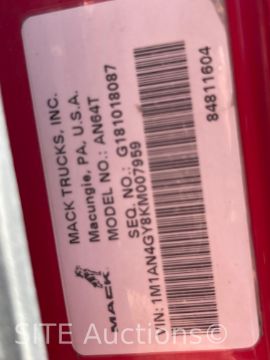 MACK TRUCKS, INC.
Macungie, PA, U.S.A.
MODEL NO.: AN64T
SEQ. NO.: G181018087
VIN: 1M1AN4GY8KM007959
MACK
84811604
SITE Auctions